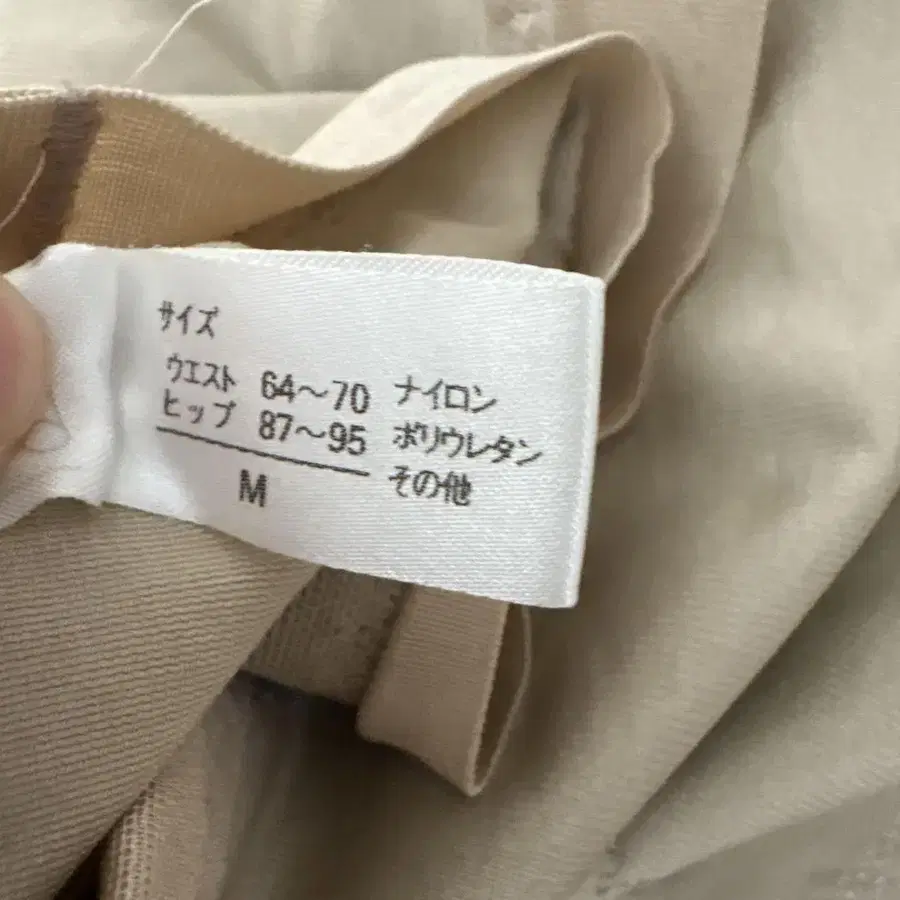 サイズ
ウエスト 64〜70
ヒップ 87〜95
M
ナイロン
ポリウレタン
その他